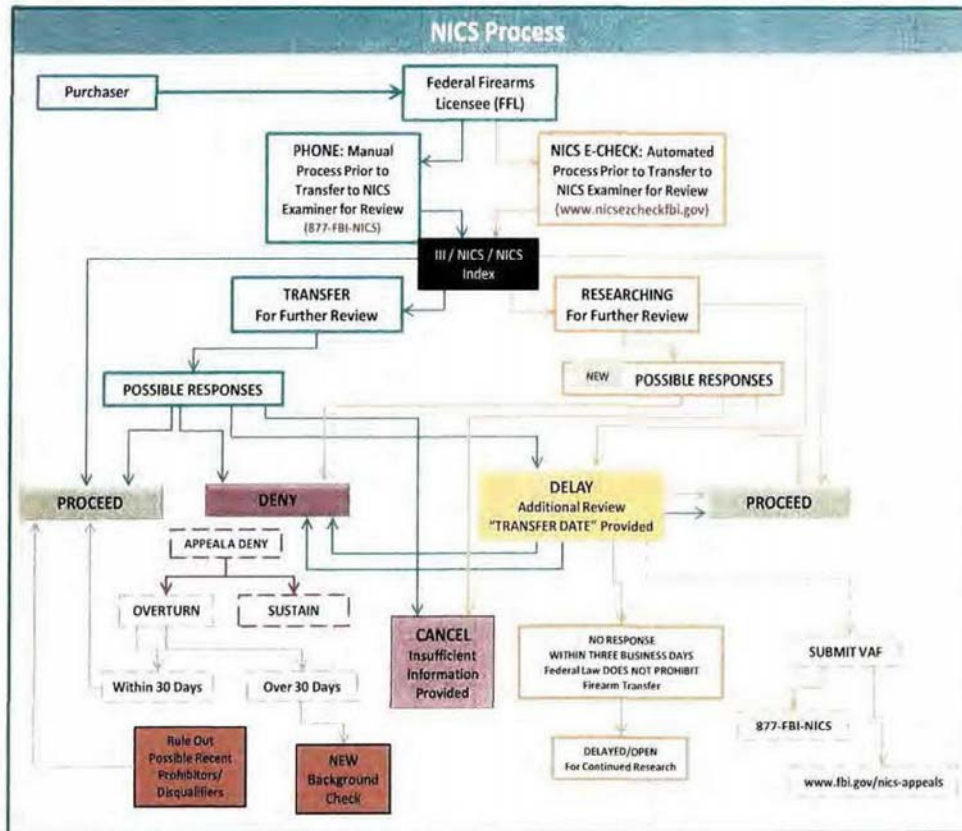 NICS Process
Purchaser
Federal Firearms
Licensee (FFL)
PHONE: Manual
Process Prior to
Transfer to NICS
Examiner for Review
(877-FBI-NICS)
NICS E-CHECK: Automated
Process Prior to Transfer to
NICS Examiner for Review
(www.nicsezcheckfbi.gov)
III / NICS / NICS
Index
TRANSFER
For Further Review
RESEARCHING
For Further Review
POSSIBLE RESPONSES
NEW
POSSIBLE RESPONSES
PROCEED
DENY
DELAY
Additional Review
"TRANSFER DATE" Provided
PROCEED
APPEAL A DENY
OVERTURN
SUSTAIN
CANCEL
Insufficient
Information
Provided
NO RESPONSE
WITHIN THREE BUSINESS DAYS
Federal Law DOES NOT PROHIBIT
Firearm Transfer
SUBMIT VAF
Within 30 Days
Over 30 Days
877-FBI-NICS
Rule Out
Possible Recent
Prohibitors/
Disqualifiers
NEW
Background
Check
DELAYED/OPEN
For Continued Research
www.fbi.gov/nics-appeals